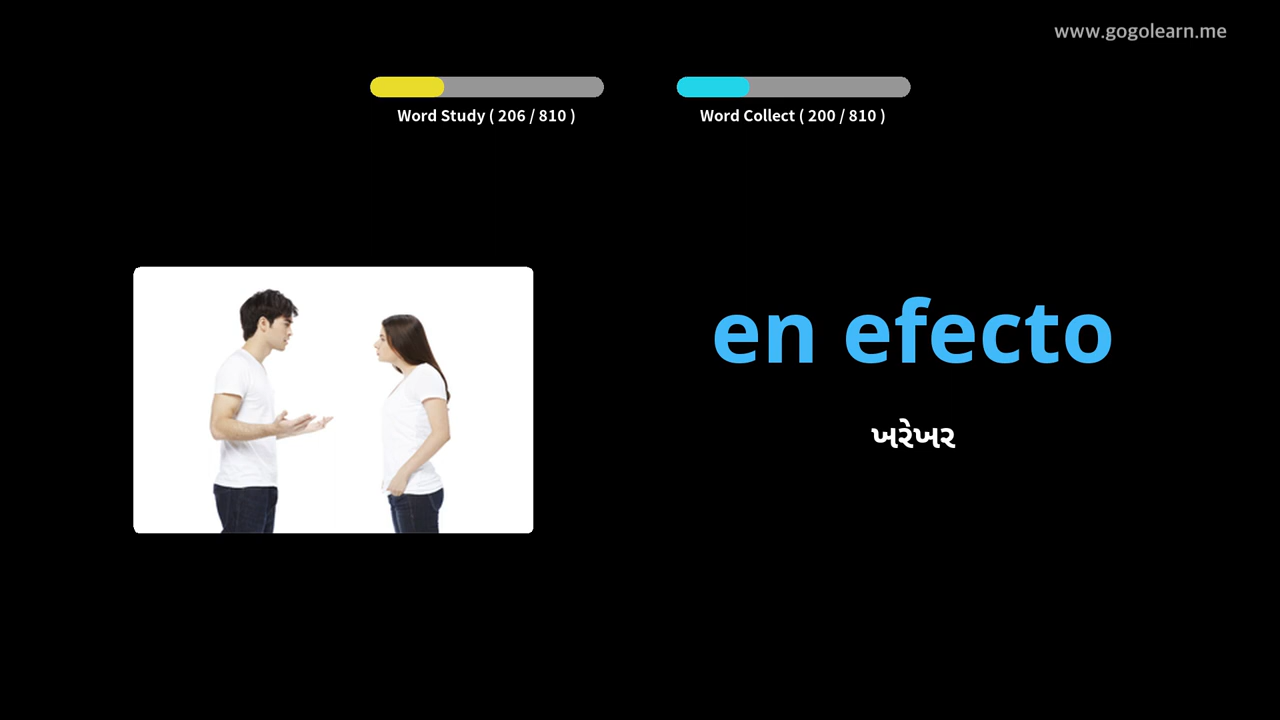 www.gogolearn.me
Word Study ( 206 / 810 )
Word Collect ( 200 / 810 )
en efecto
ખરેખર